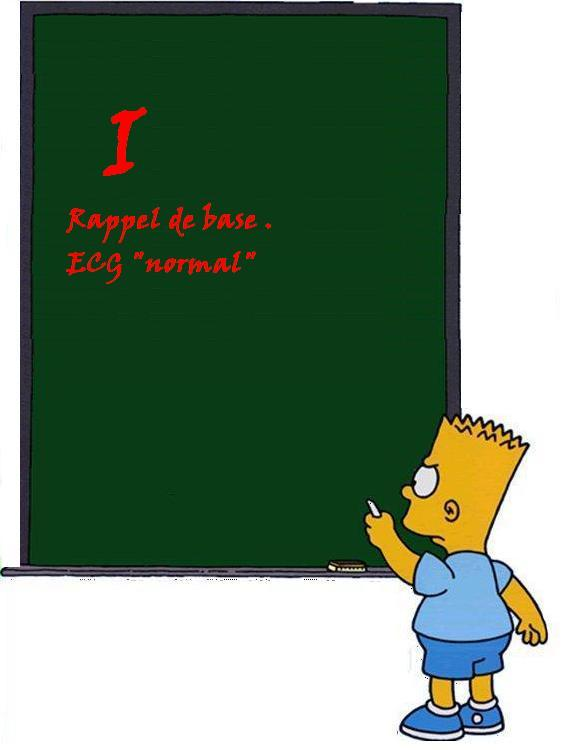 I
Rappel de base .
ECG "normal"